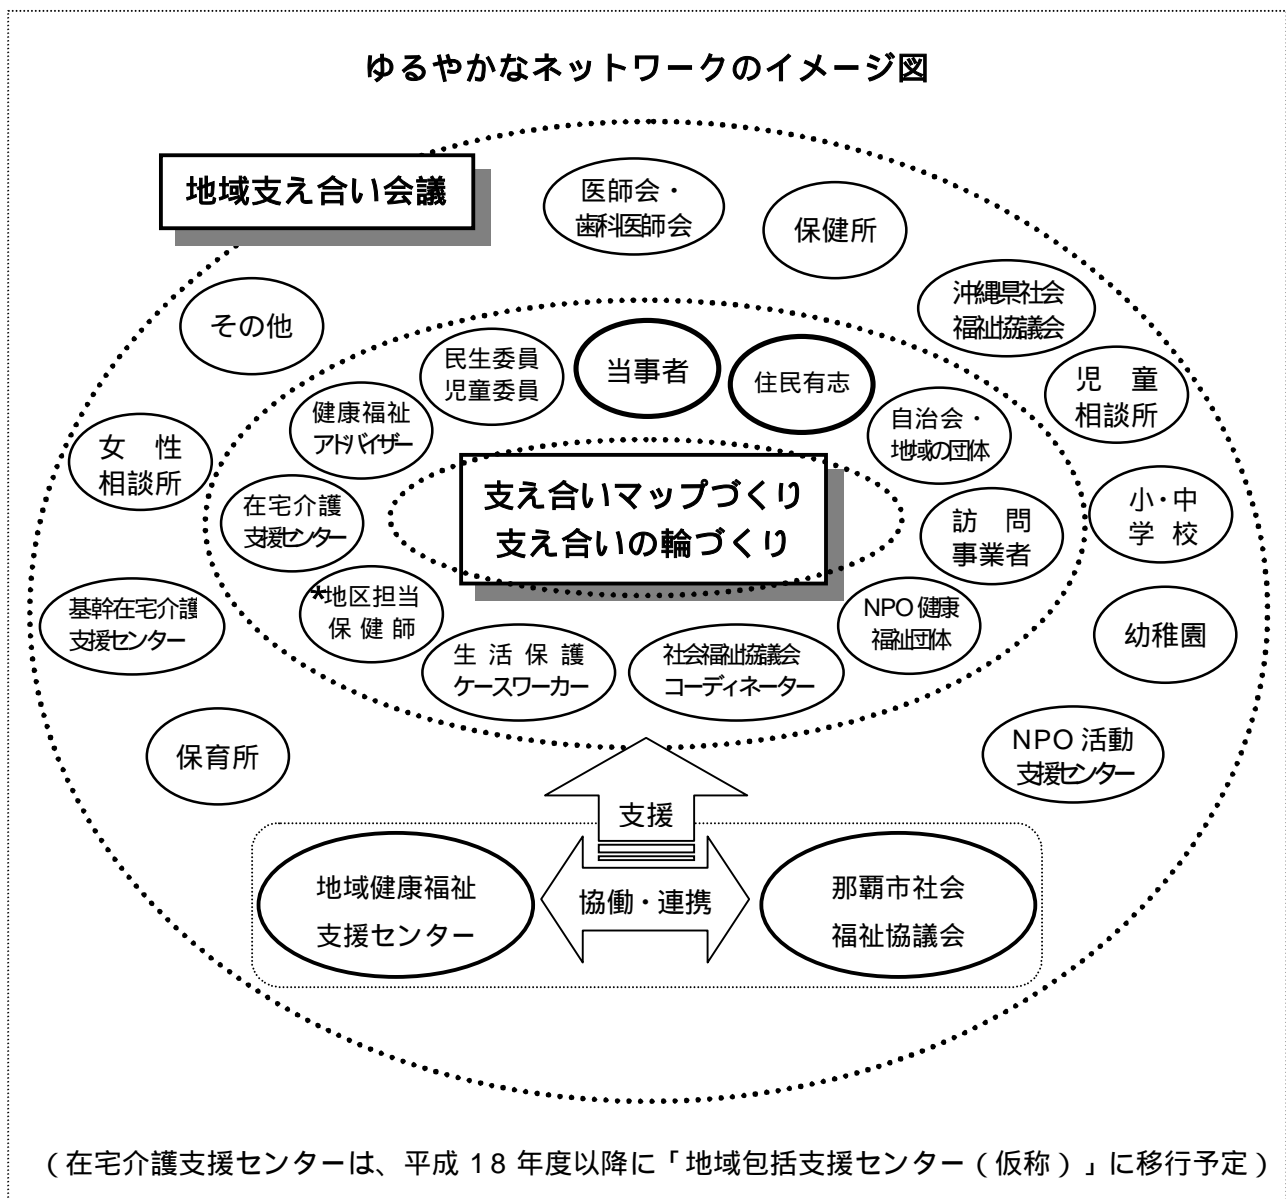 ゆるやかなネットワークのイメージ図
地域支え合い会議
医師会・
歯科医師会
保健所
沖縄県社会
福祉協議会
その他
民生委員
児童委員
当事者
住民有志
児 童
相談所
健康福祉
アドバイザー
自治会・
地域の団体
女 性
相談所
支え合いマップづくり
支え合いの輪づくり
在宅介護
支援センター
訪 問
事業者
小・中
学 校
基幹在宅介護
支援センター
*地区担当
保 健 師
NPO 健康
福祉団体
幼稚園
生 活 保 護
ケースワーカー
社会福祉協議会
コーディネーター
保育所
NPO 活動
支援センター
支援
地域健康福祉
支援センター
協働・連携
那覇市社会
福祉協議会
(在宅介護支援センターは、平成 18 年度以降に「地域包括支援センター(仮称)」に移行予定)